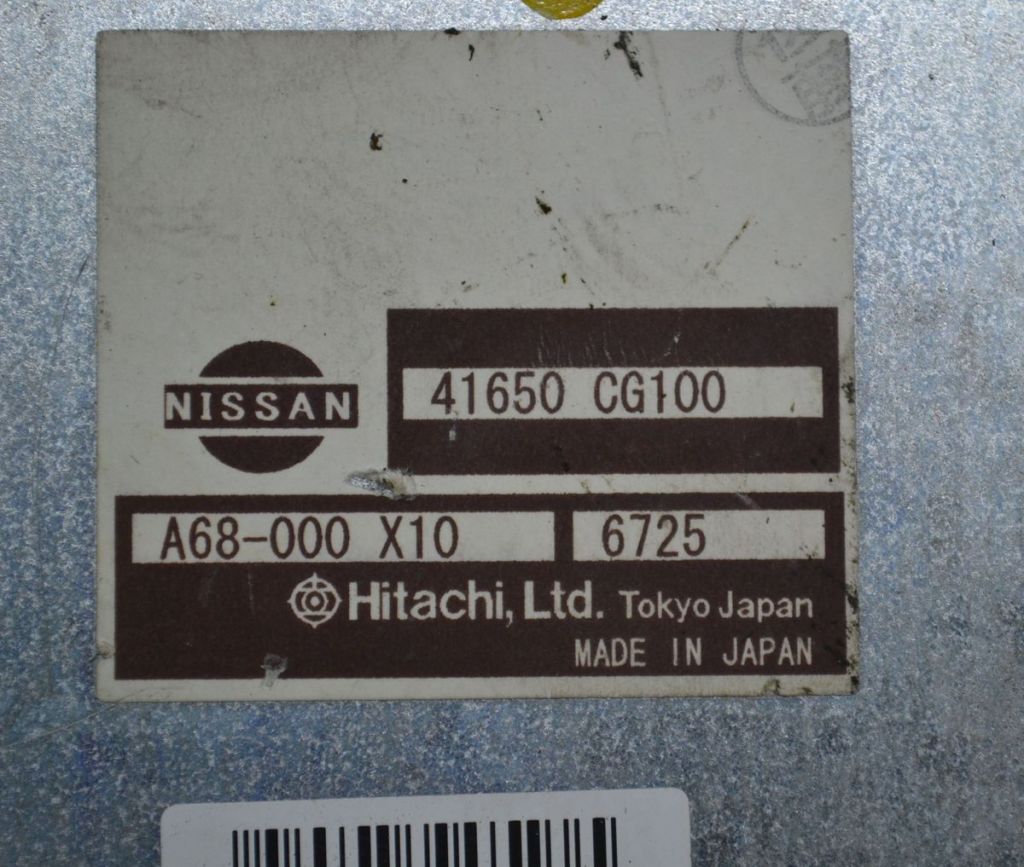 NISSAN
41650 CG100
A68-000 X10
6725
Hitachi, Ltd. Tokyo Japan
MADE IN JAPAN